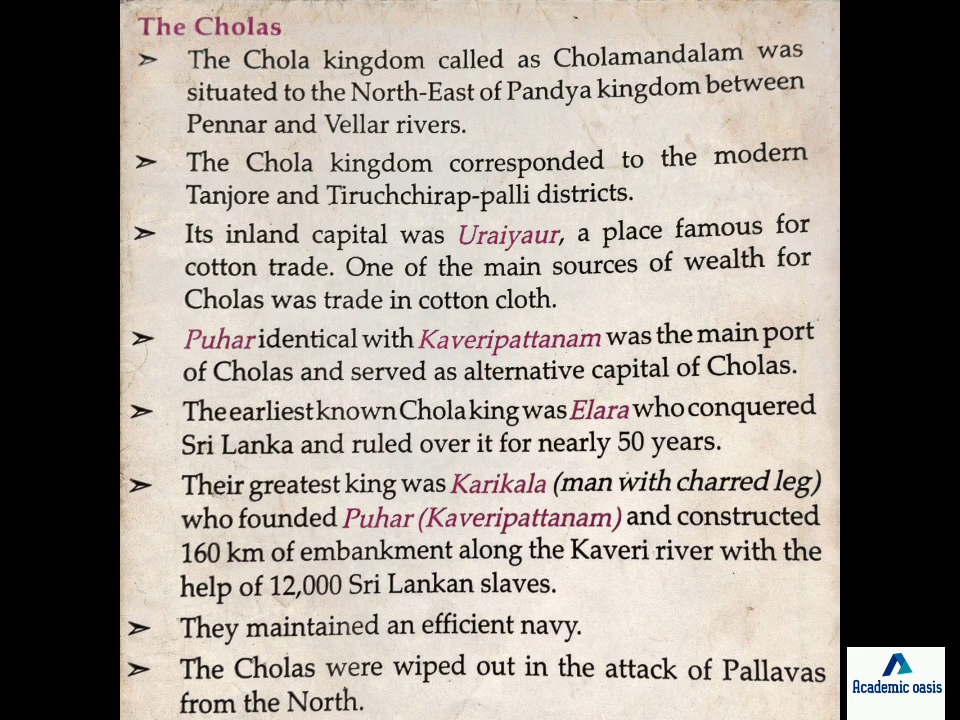 The Cholas
➢ The Chola kingdom called as Cholamandalam was
situated to the North-East of Pandya kingdom between
Pennar and Vellar rivers.
➢ The Chola kingdom corresponded to the modern
Tanjore and Tiruchchirap-palli districts.
➢ Its inland capital was Uraiyaur, a place famous for
cotton trade. One of the main sources of wealth for
Cholas was trade in cotton cloth.
➢ Puhar identical with Kaveripattanam was the main port
of Cholas and served as alternative capital of Cholas.
➢ The earliest known Chola king was Elara who conquered
Sri Lanka and ruled over it for nearly 50 years.
➢ Their greatest king was Karikala (man with charred leg)
who founded Puhar (Kaveripattanam) and constructed
160 km of embankment along the Kaveri river with the
help of 12,000 Sri Lankan slaves.
➢ They maintained an efficient navy.
➢ The Cholas were wiped out in the attack of Pallavas
from the North.
Academic oasis